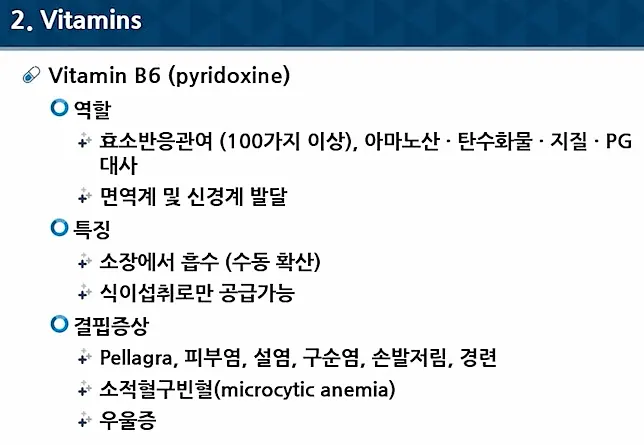 2. Vitamins
Vitamin B6 (pyridoxine)
역할
효소반응관여 (100가지 이상), 아마노산 · 탄수화물 · 지질 · PG
대사
면역계 및 신경계 발달
특징
소장에서 흡수 (수동 확산)
식이섭취로만 공급가능
결핍증상
Pellagra, 피부염, 설염, 구순염, 손발저림, 경련
소적혈구빈혈(microcytic anemia)
우울증